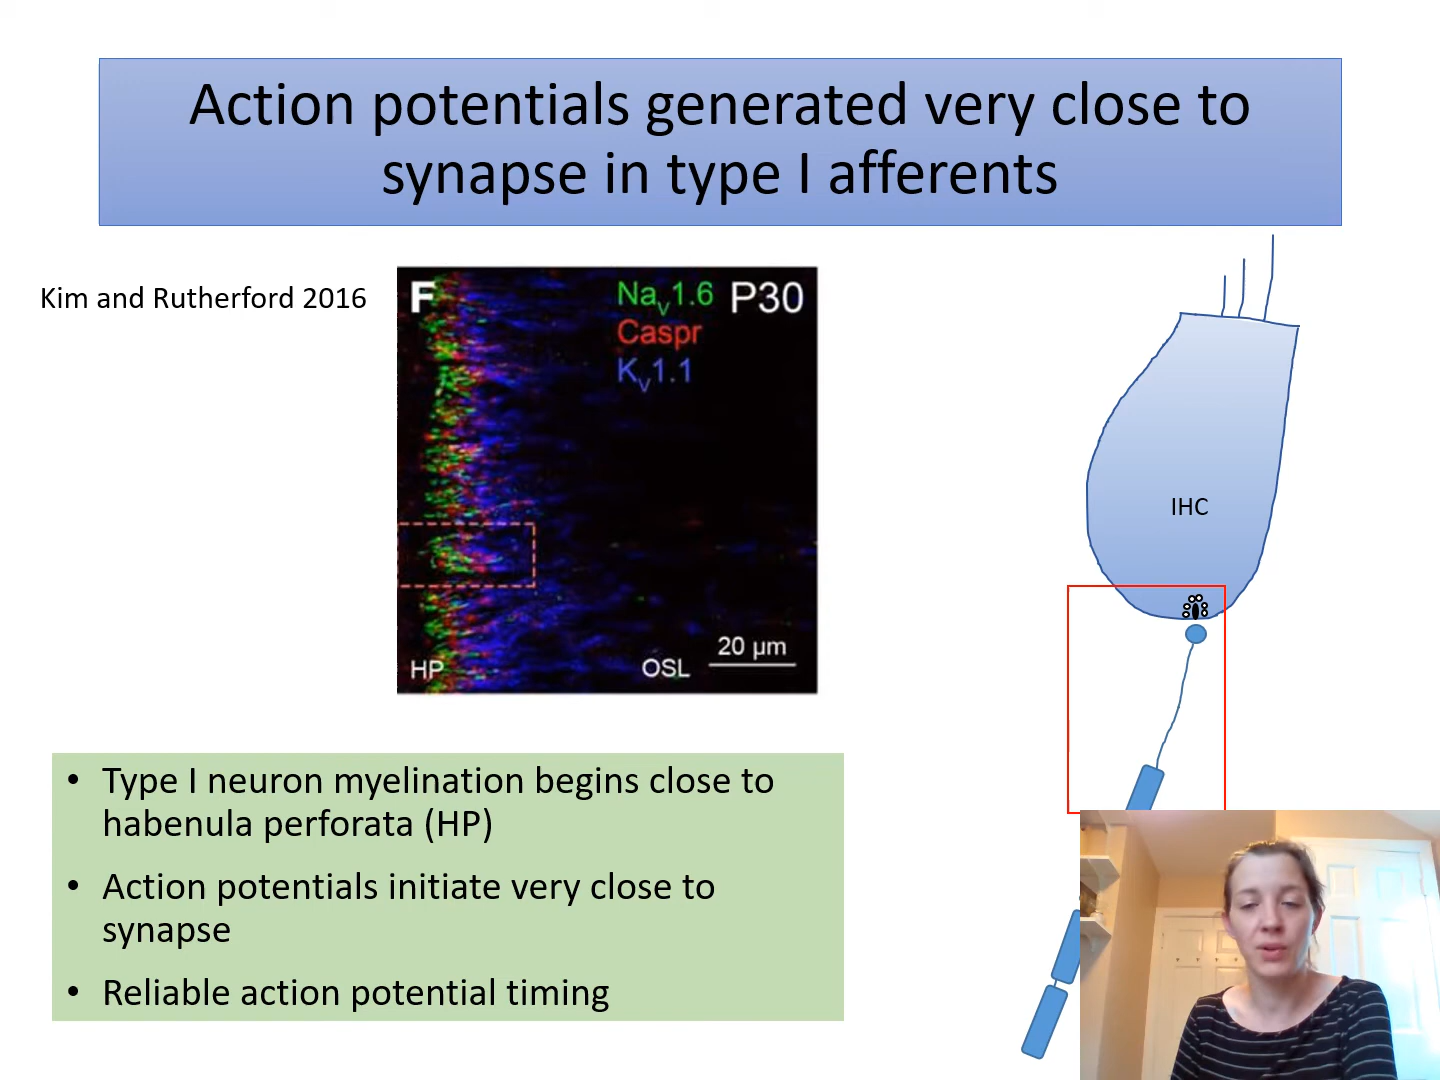 Action potentials generated very close to
synapse in type I afferents
Kim and Rutherford 2016
F
Nav1.6
P30
Caspr
Kv1.1
20 µm
HP
OSL
IHC
• Type I neuron myelination begins close to
habenula perforata (HP)
• Action potentials initiate very close to
synapse
• Reliable action potential timing